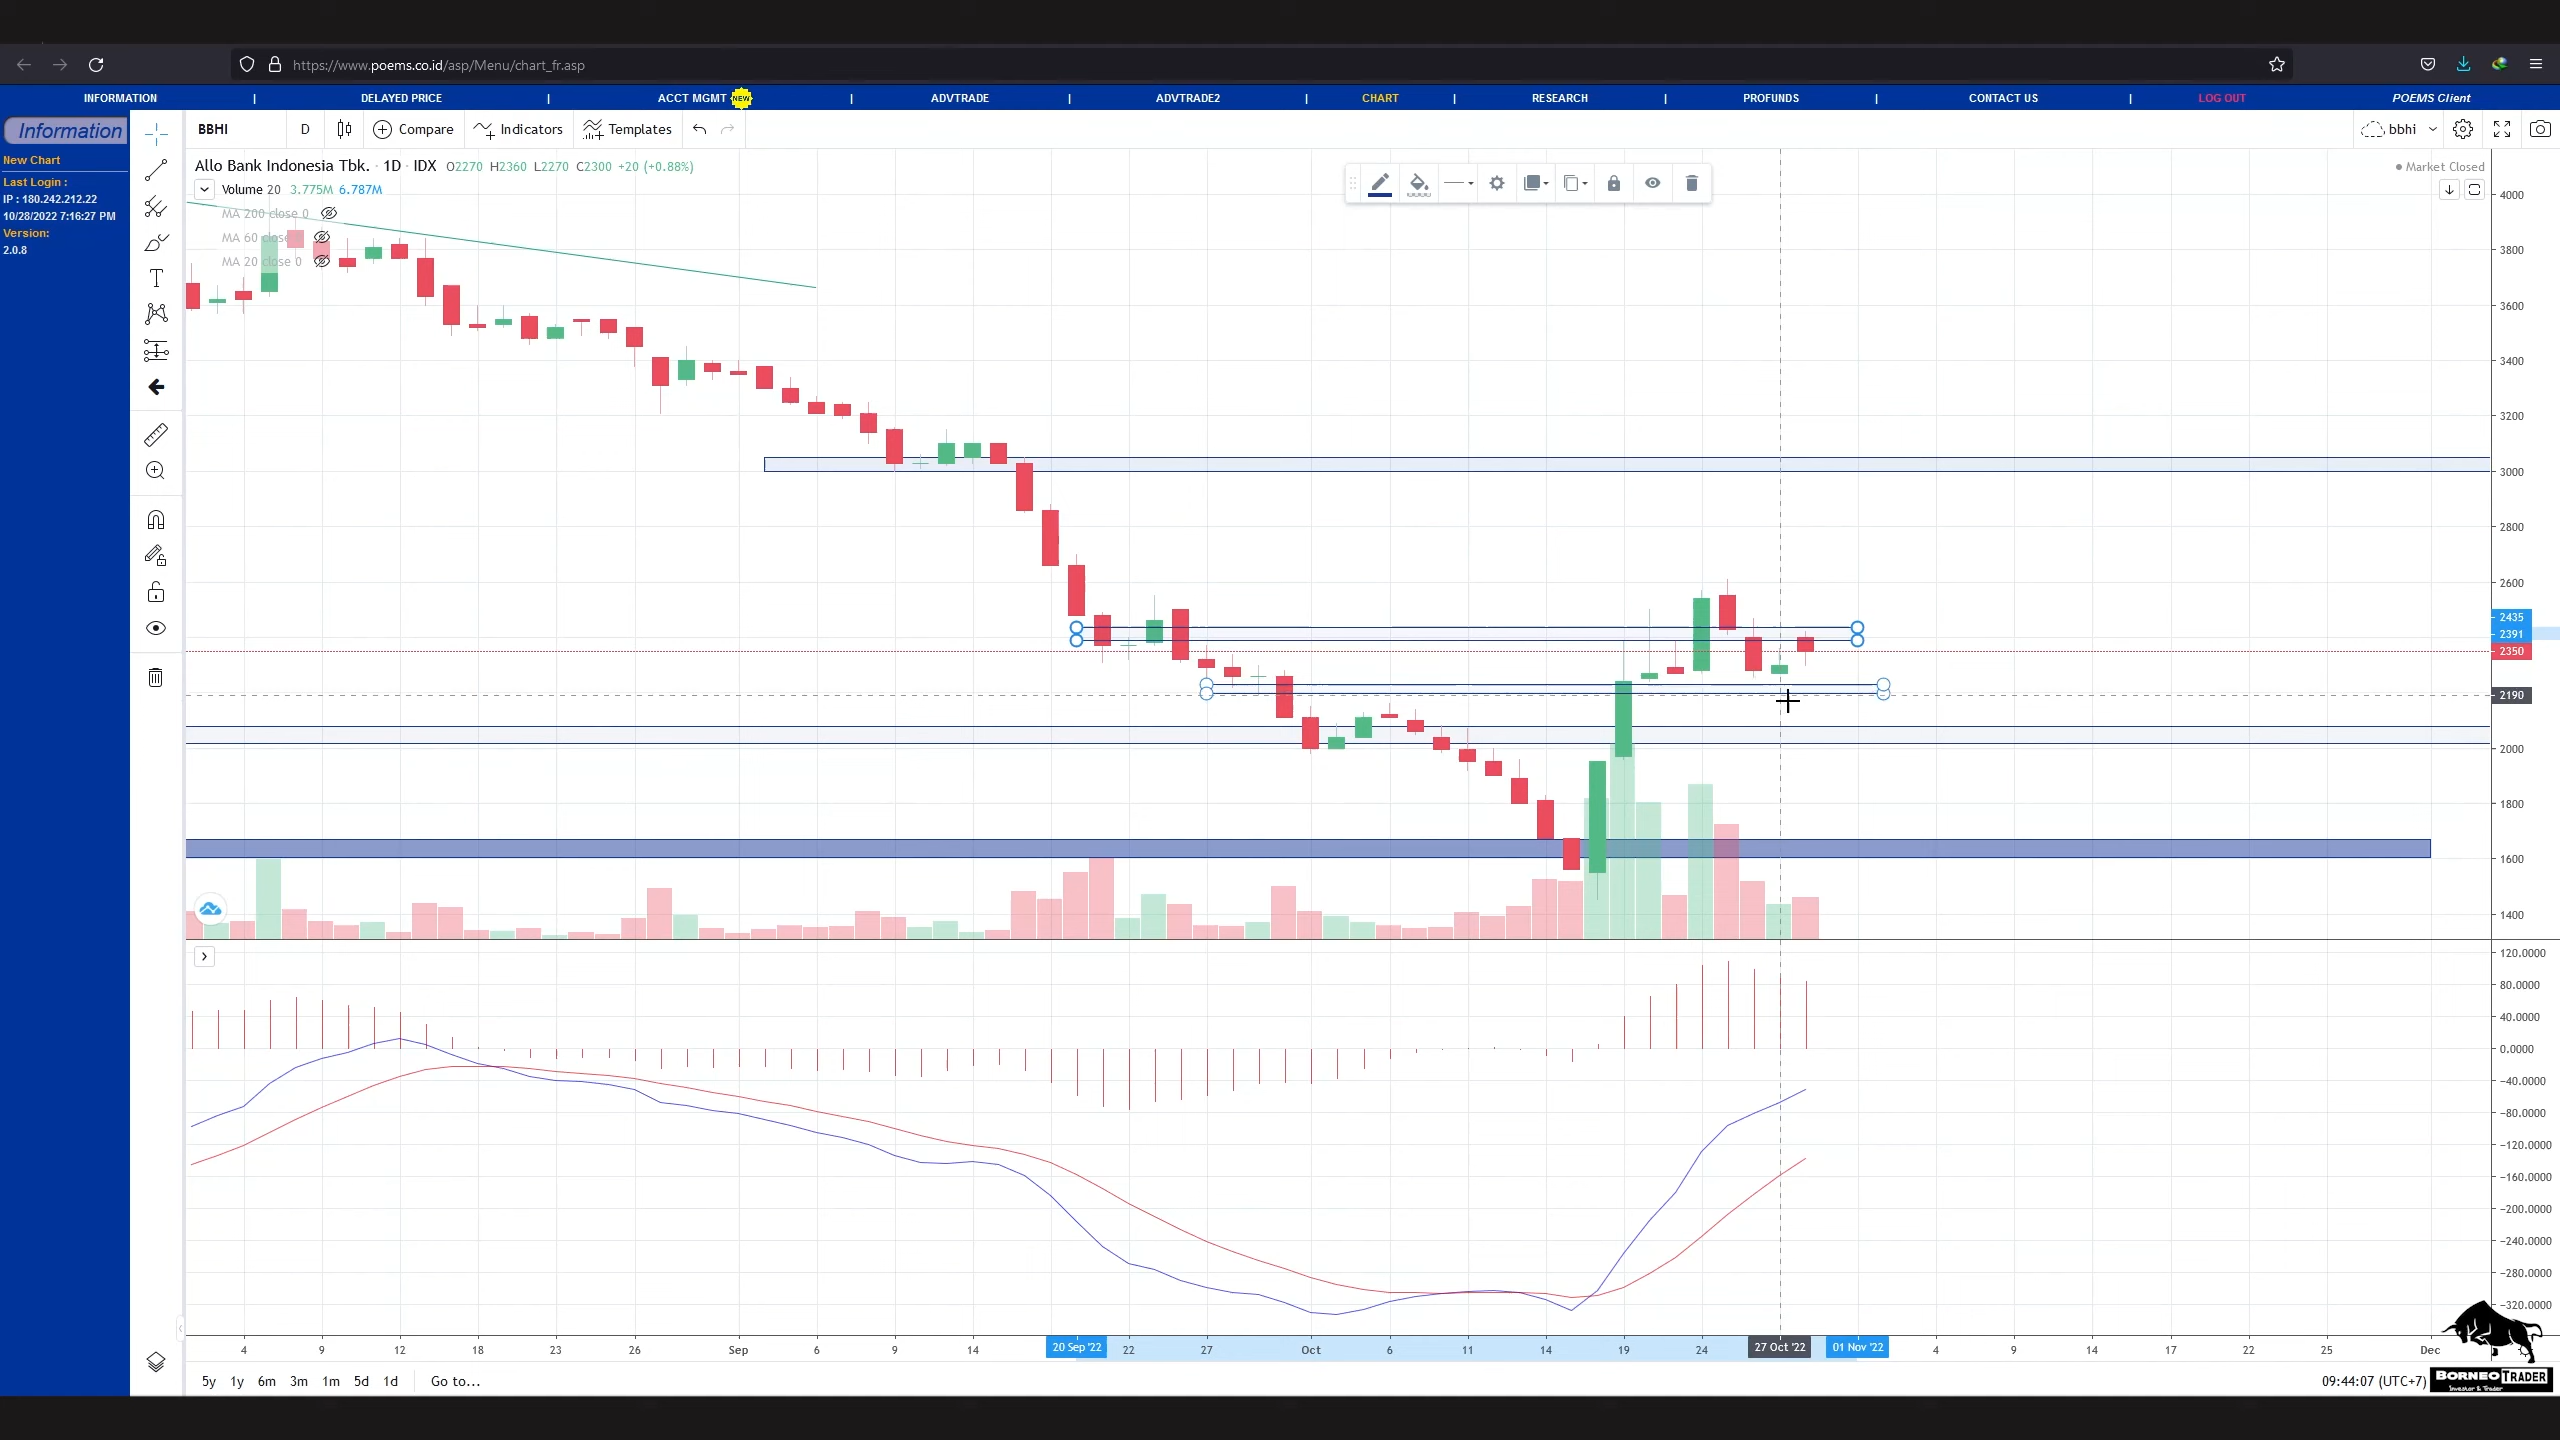 https://www.poems.co.id/asp/Menu/chart_fr.asp
INFORMATION | DELAYED PRICE | ACCT MGMT NEW | ADVTRADE | ADVTRADE2 | CHART | RESEARCH | PROFUNDS | CONTACT US | LOG OUT POEMS Client
Information
New Chart
Last Login :
IP : 180.242.212.22
10/28/2022 7:16:27 PM
Version:
2.0.8
BBHI D Compare Indicators Templates bbhi
Allo Bank Indonesia Tbk. · 1D · IDX O2270 H2360 L2270 C2300 +20 (+0.88%)
Market Closed
Volume 20 3.775M 6.787M
MA 200 close 0
MA 60 close 0
MA 20 close 0
4000
3800
3600
3400
3200
3000
2800
2600
2435
2391
2350
2190
2000
1800
1600
1400
120.0000
80.0000
40.0000
0.0000
−40.0000
−80.0000
−120.0000
−160.0000
−200.0000
−240.0000
−280.0000
−320.0000
4 9 12 18 23 26 Sep 6 9 14 20 Sep '22 22 27 Oct 6 11 14 19 24 27 Oct '22 01 Nov '22 4 9 14 17 22 25 Dec
5y 1y 6m 3m 1m 5d 1d Go to...
09:44:07 (UTC+7)
BORNEO TRADER
Investor & Trader